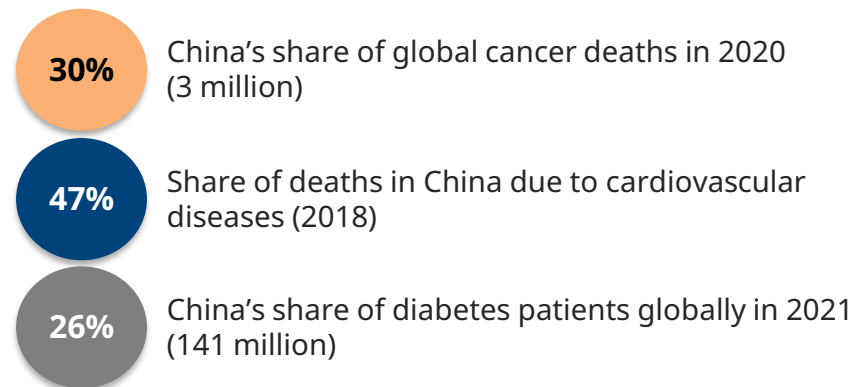 30%
China’s share of global cancer deaths in 2020
(3 million)
47%
Share of deaths in China due to cardiovascular
diseases (2018)
26%
China’s share of diabetes patients globally in 2021
(141 million)